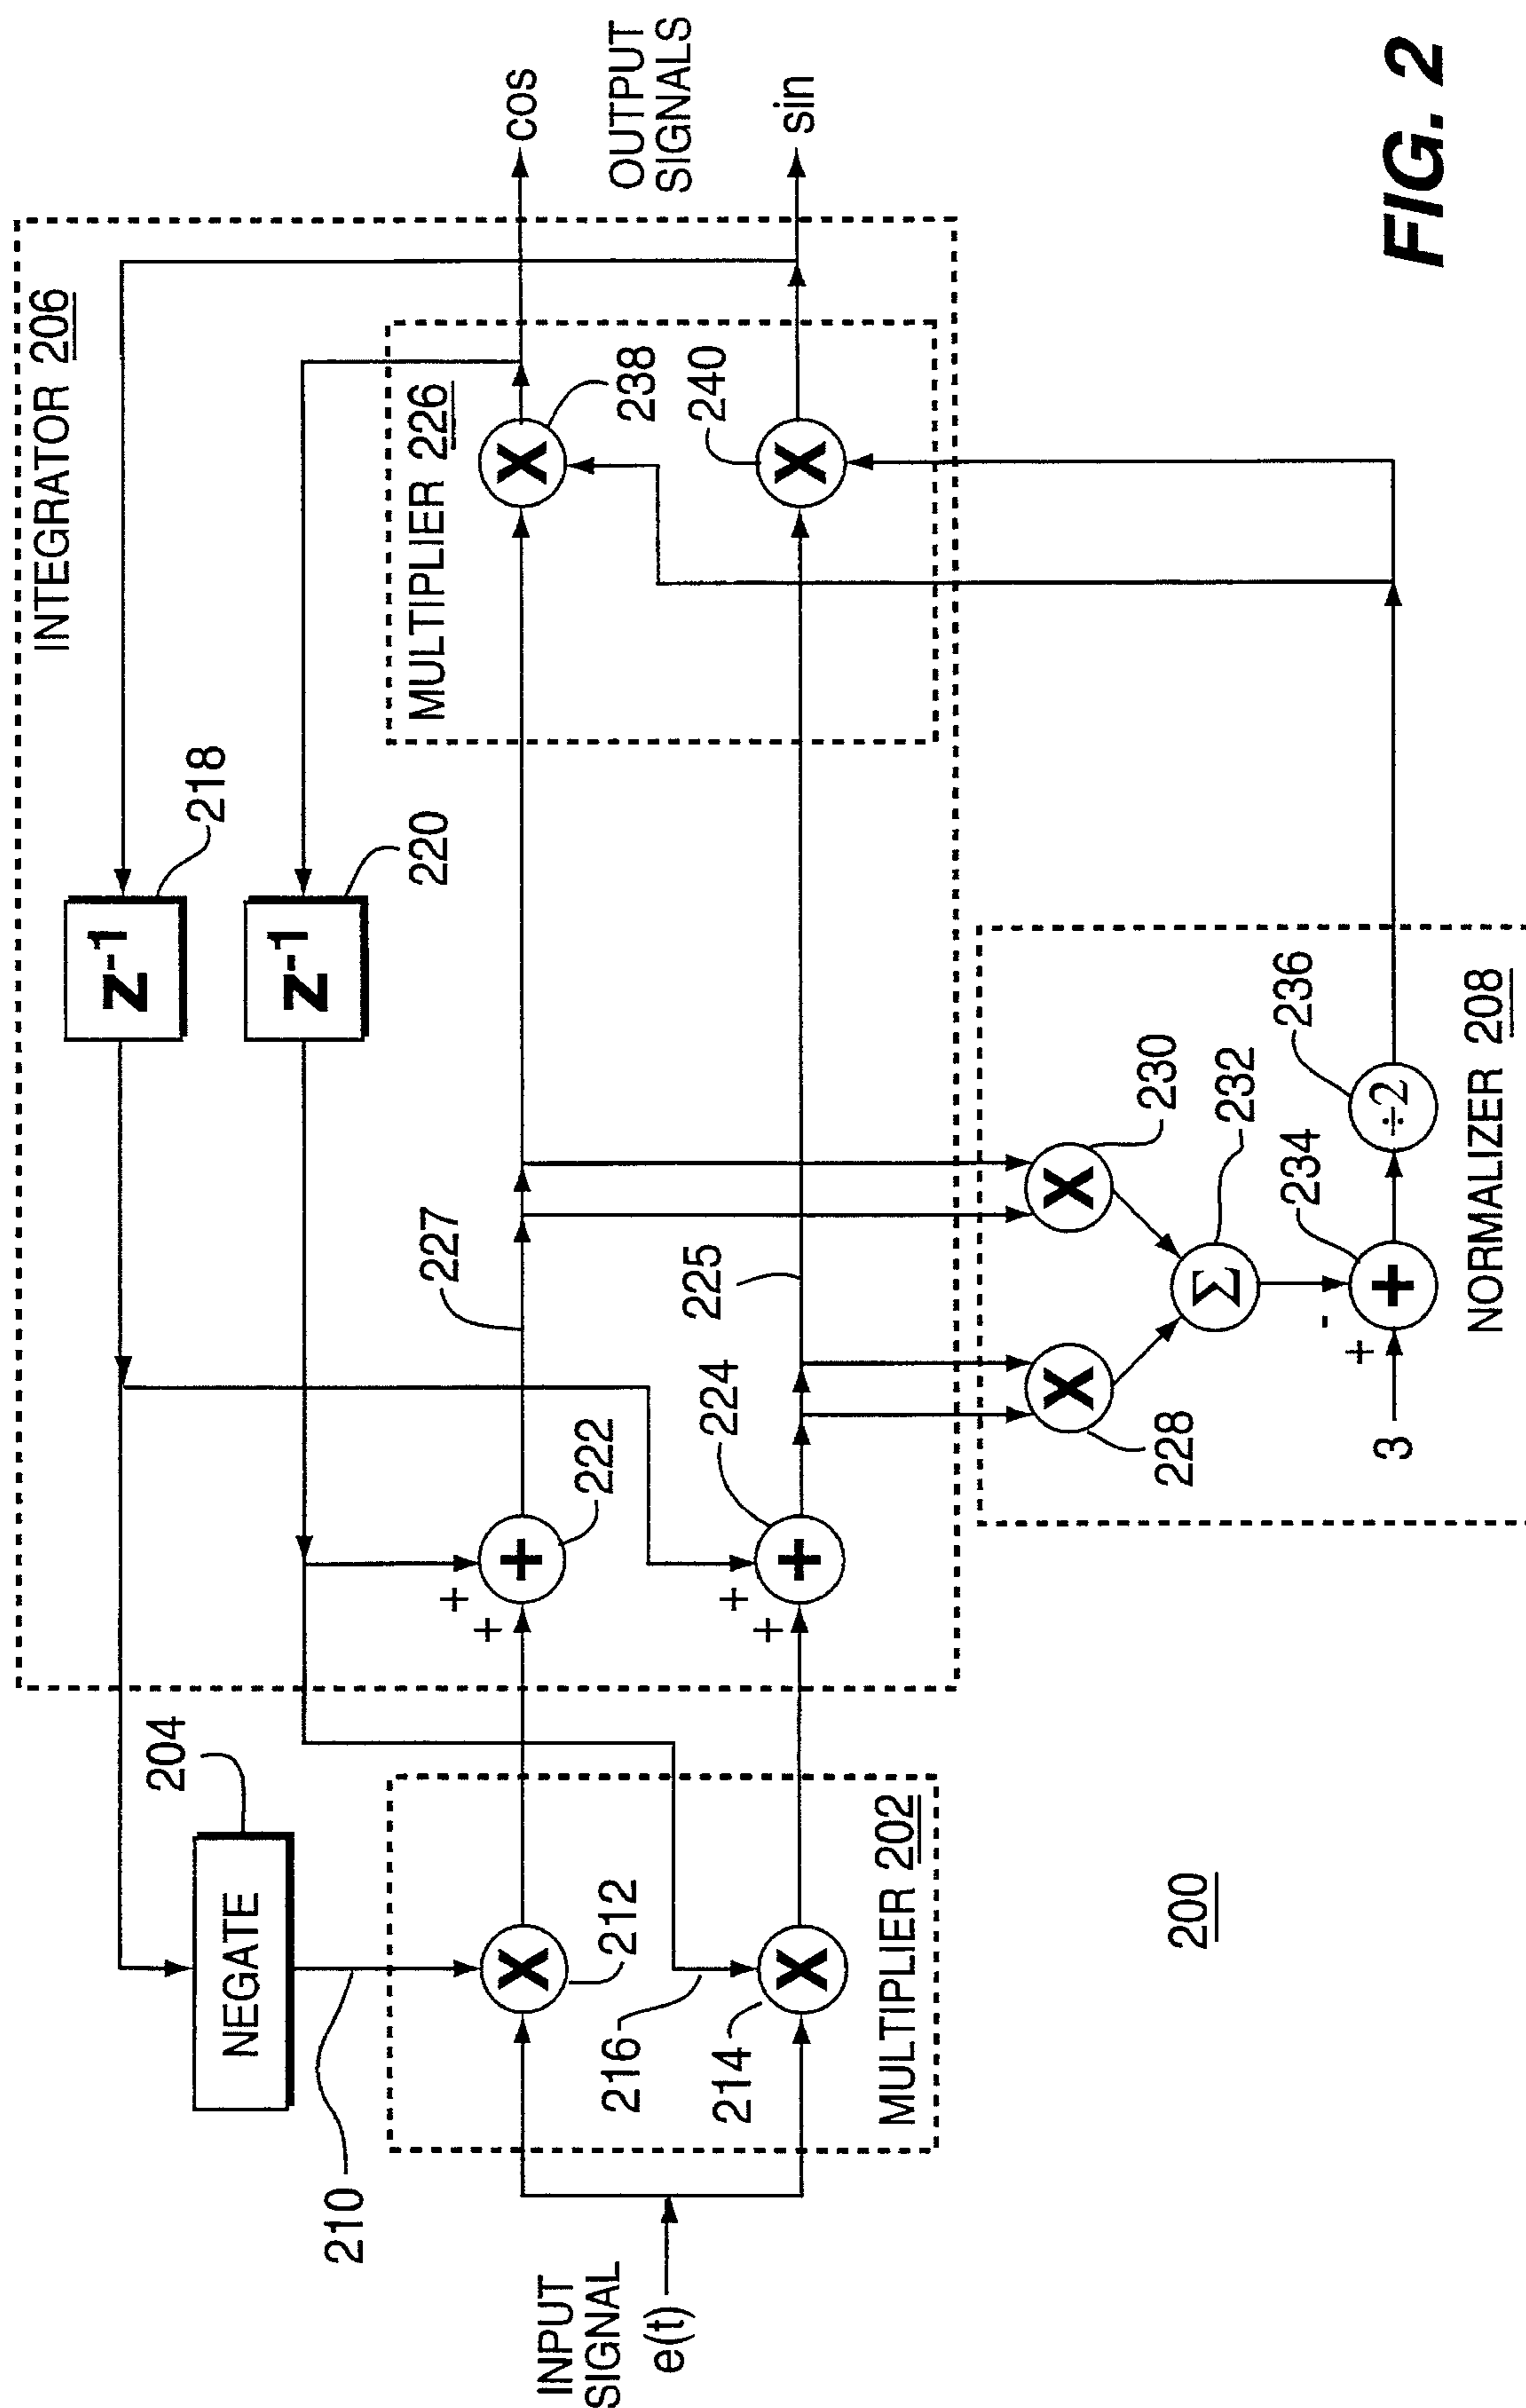 INTEGRATOR 206
z-1
218
z-1
220
204
NEGATE
210
227
222
MULTIPLIER 226
238
cos
OUTPUT
SIGNALS
240
sin
INPUT
SIGNAL
e(t)
212
216
214
MULTIPLIER 202
+
+
+
X
X
+
+
+
224
225
X
X
X
X
228
230
Σ
232
-
+
+
234
÷2
236
3
NORMALIZER 208
200
FIG. 2